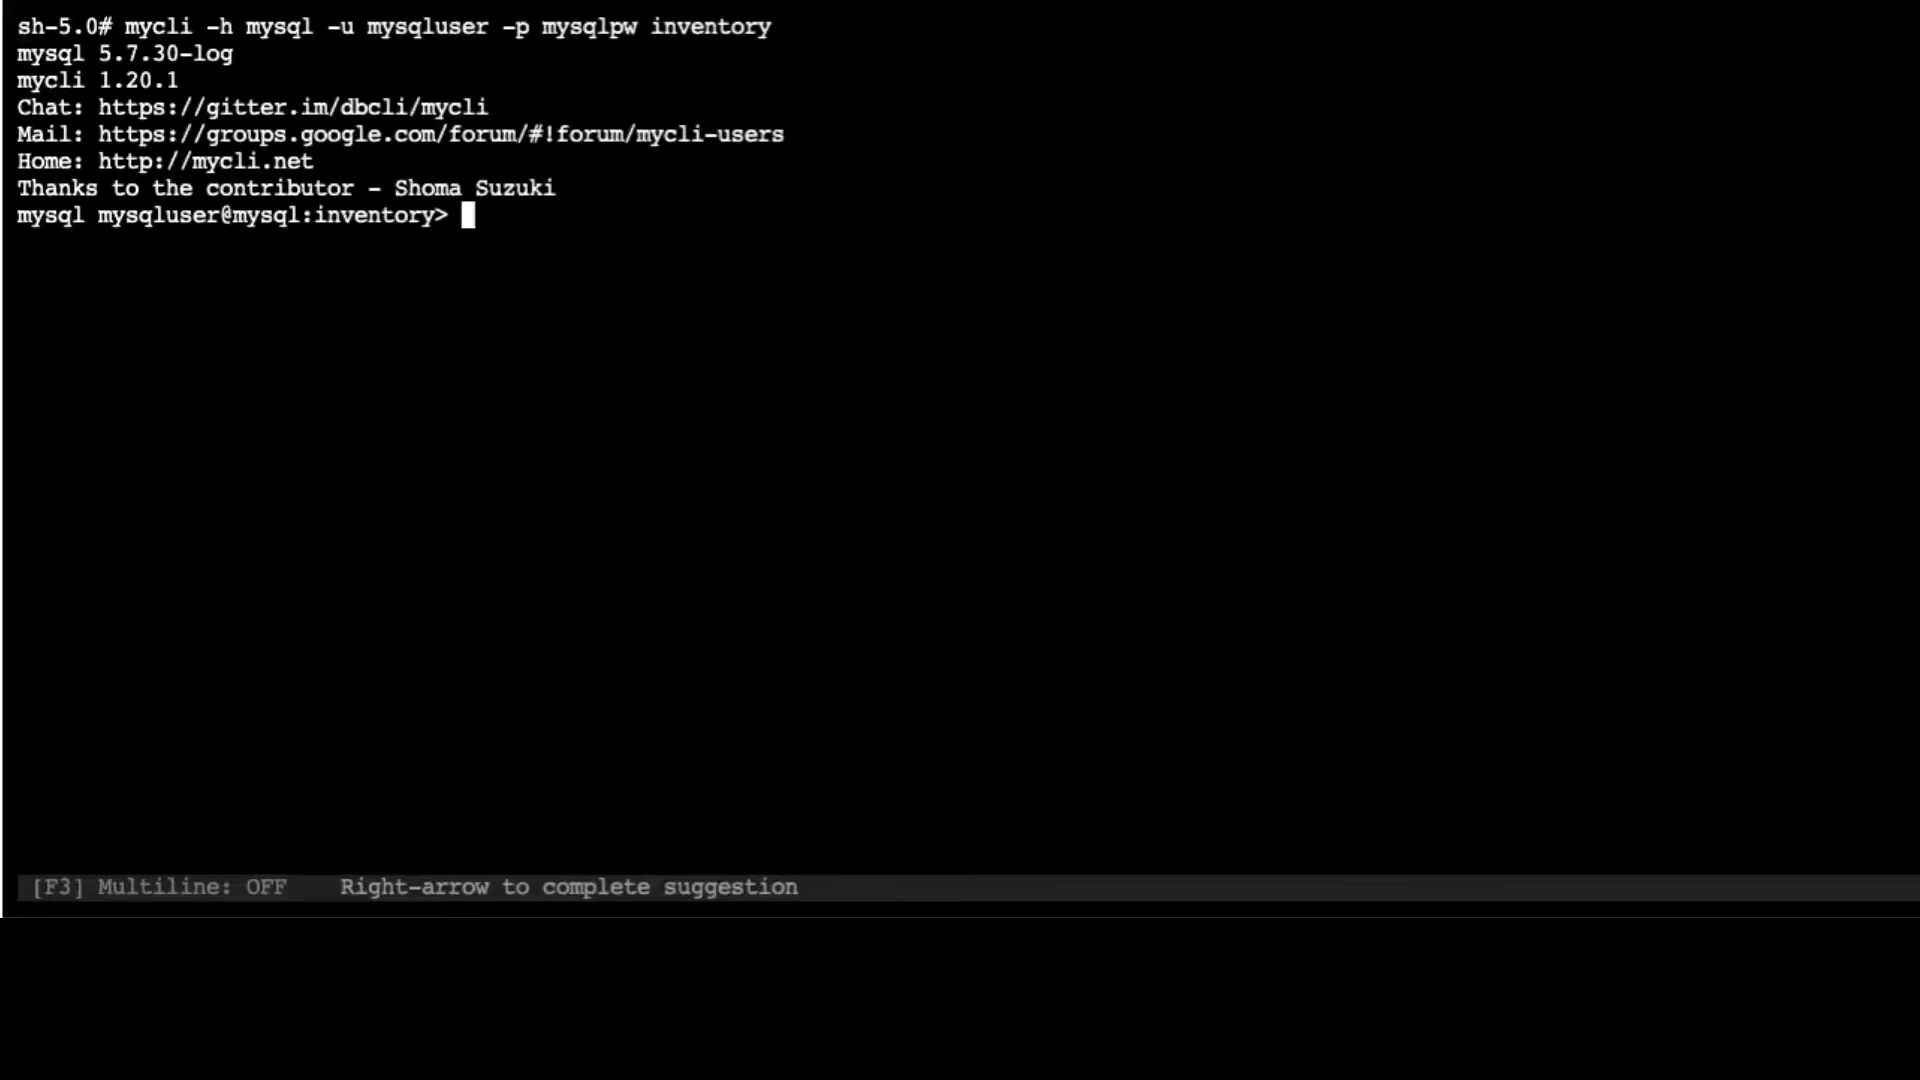 sh-5.0# mycli -h mysql -u mysqluser -p mysqlpw inventory
mysql 5.7.30-log
mycli 1.20.1
Chat: https://gitter.im/dbcli/mycli
Mail: https://groups.google.com/forum/#!forum/mycli-users
Home: http://mycli.net
Thanks to the contributor - Shoma Suzuki
mysql mysqluser@mysql:inventory>
[F3] Multiline: OFF    Right-arrow to complete suggestion